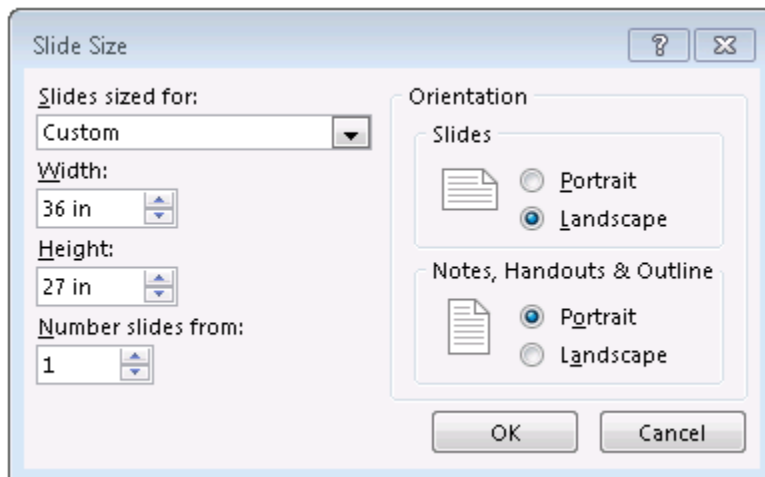 Slide Size
Slides sized for:
Custom
Width:
36 in
Height:
27 in
Number slides from:
1
Orientation
Slides
Portrait
Landscape
Notes, Handouts & Outline
Portrait
Landscape
OK
Cancel